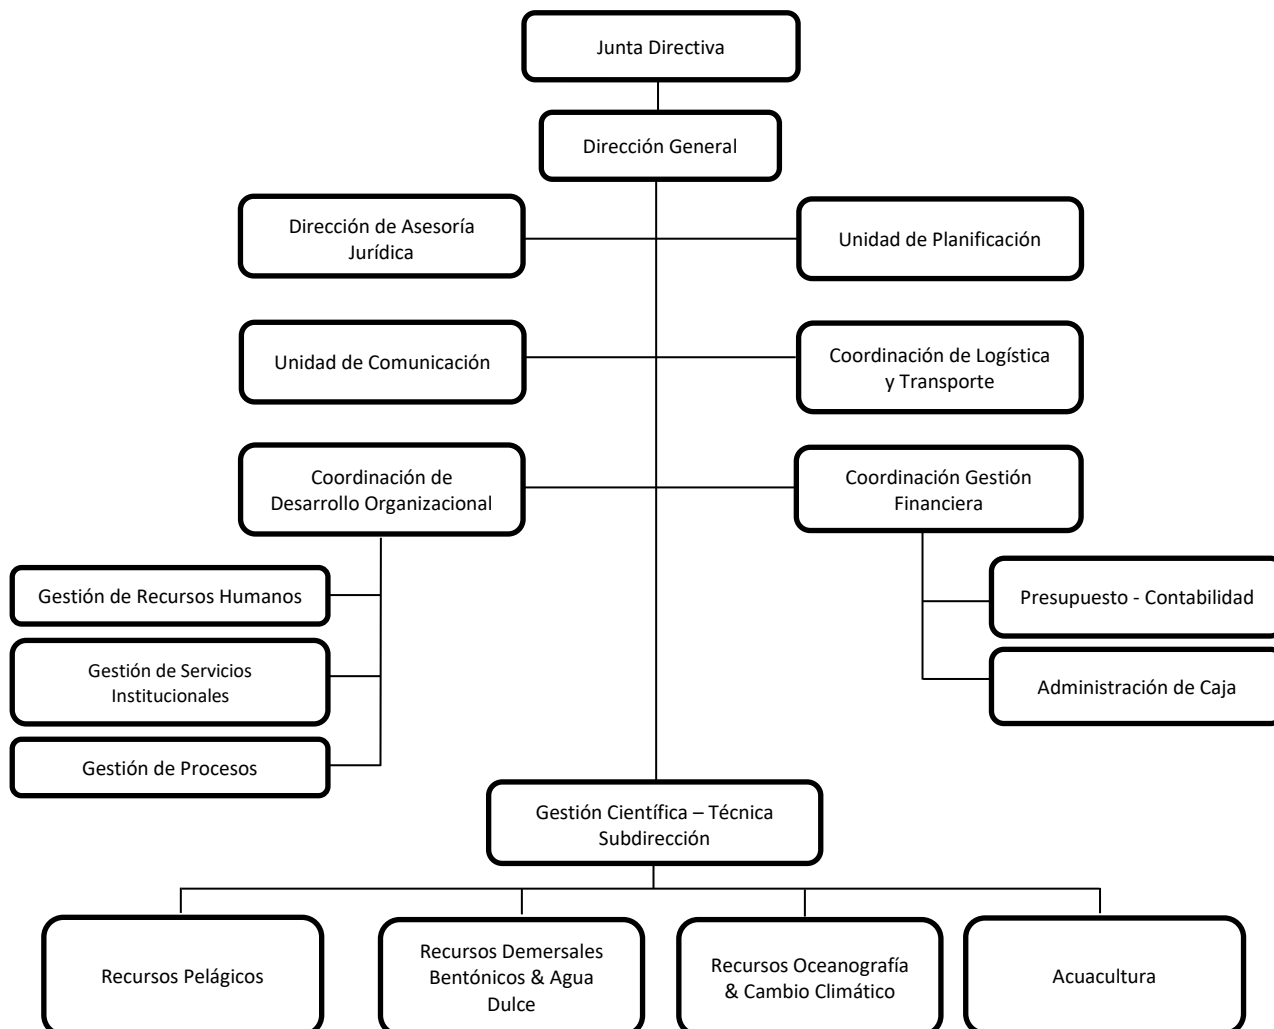 Junta Directiva
Dirección General
Dirección de Asesoría
Jurídica
Unidad de Planificación
Unidad de Comunicación
Coordinación de Logística
y Transporte
Coordinación de
Desarrollo Organizacional
Coordinación Gestión
Financiera
Gestión de Recursos Humanos
Gestión de Servicios
Institucionales
Gestión de Procesos
Presupuesto - Contabilidad
Administración de Caja
Gestión Científica – Técnica
Subdirección
Recursos Pelágicos
Recursos Demersales
Bentónicos & Agua
Dulce
Recursos Oceanografía
& Cambio Climático
Acuacultura